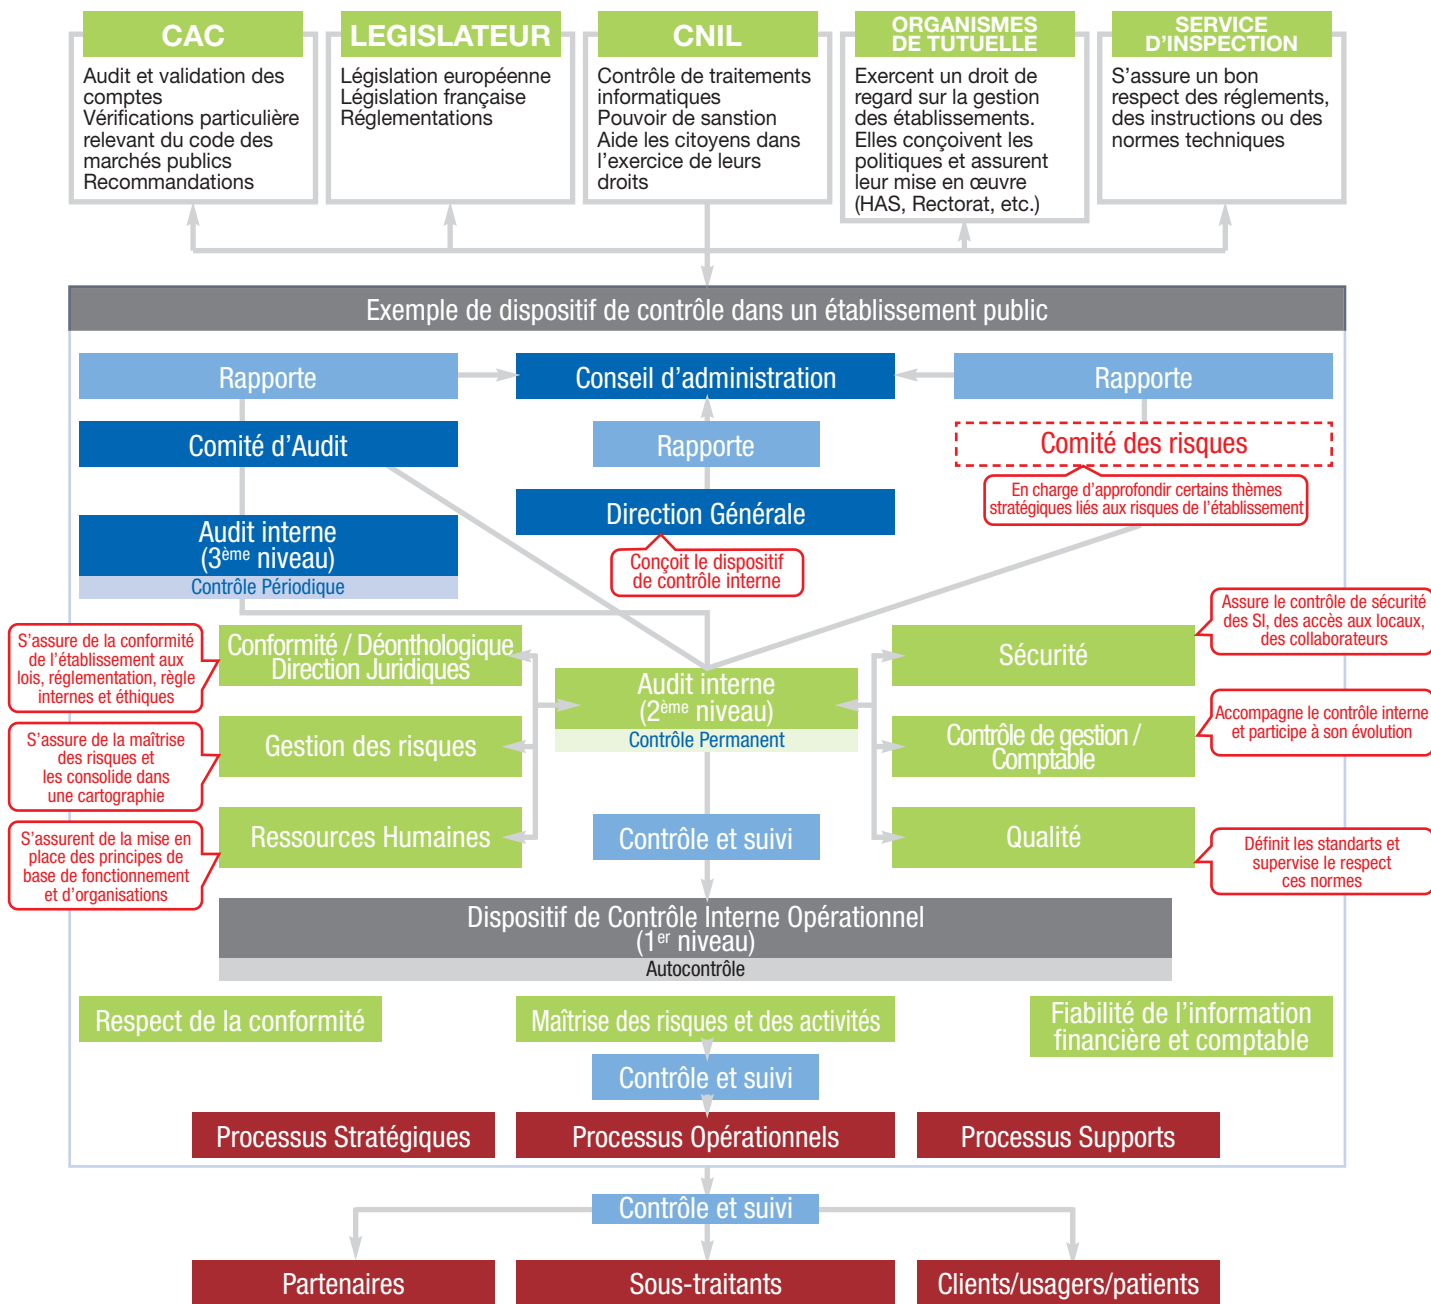 CAC
Audit et validation des
comptes
Vérifications particulière
relevant du code des
marchés publics
Recommandations
LEGISLATEUR
Législation européenne
Législation française
Réglementations
CNIL
Contrôle de traitements
informatiques
Pouvoir de sanstion
Aide les citoyens dans
l'exercice de leurs
droits
ORGANISMES
DE TUTUELLE
Exercent un droit de
regard sur la gestion
des établissements.
Elles conçoivent les
politiques et assurent
leur mise en œuvre
(HAS, Rectorat, etc.)
SERVICE
D'INSPECTION
S'assure un bon
respect des réglements,
des instructions ou des
normes techniques
Exemple de dispositif de contrôle dans un établissement public
Rapporte
Conseil d'administration
Rapporte
Comité d'Audit
Rapporte
Comité des risques
En charge d'approfondir certains thèmes
stratégiques liés aux risques de l'établissement
Direction Générale
Conçoit le dispositif
de contrôle interne
Audit interne
(3ème niveau)
Contrôle Périodique
S'assure de la conformité
de l'établissement aux
lois, réglementation, règle
internes et éthiques
Conformité / Déonthologique
Direction Juridiques
Sécurité
Assure le contrôle de sécurité
des SI, des accès aux locaux,
des collaborateurs
Audit interne
(2ème niveau)
Contrôle Permanent
S'assure de la maîtrise
des risques et
les consolide dans
une cartographie
Gestion des risques
Contrôle de gestion /
Comptable
Accompagne le contrôle interne
et participe à son évolution
S'assurent de la mise en
place des principes de
base de fonctionnement
et d'organisations
Ressources Humaines
Contrôle et suivi
Qualité
Définit les standarts et
supervise le respect
ces normes
Dispositif de Contrôle Interne Opérationnel
(1er niveau)
Autocontrôle
Respect de la conformité
Maîtrise des risques et des activités
Fiabilité de l'information
financière et comptable
Contrôle et suivi
Processus Stratégiques
Processus Opérationnels
Processus Supports
Contrôle et suivi
Partenaires
Sous-traitants
Clients/usagers/patients